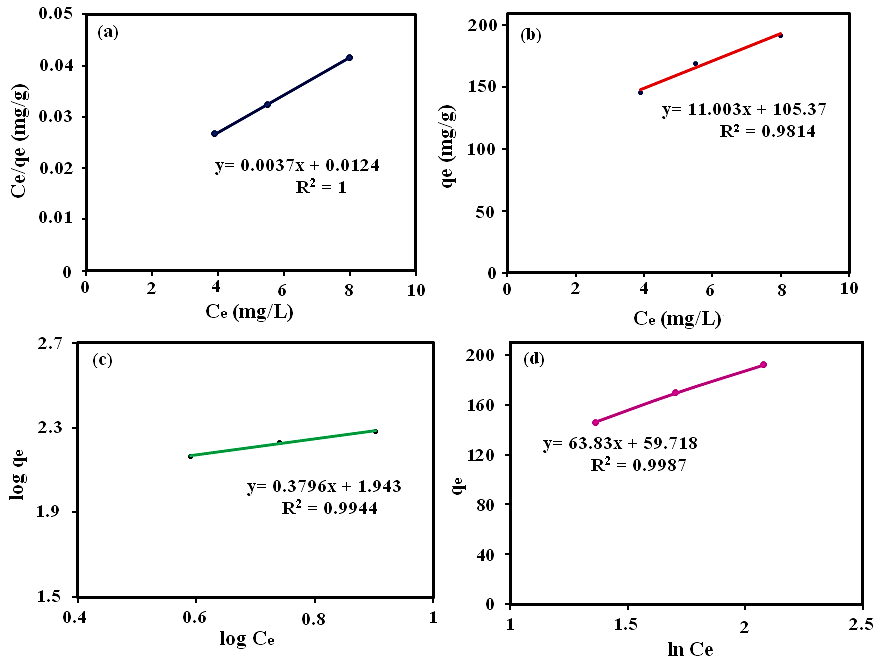 (a)
0.05
0.04
0.03
0.02
0.01
0
Ce/qe (mg/g)
y= 0.0037x + 0.0124
R² = 1
0 2 4 6 8 10
Ce (mg/L)
(b)
200
150
100
50
0
qe (mg/g)
y= 11.003x + 105.37
R² = 0.9814
0 2 4 6 8 10
Ce (mg/L)
(c)
2.7
2.3
1.9
1.5
log qe
y= 0.3796x + 1.943
R² = 0.9944
0.4 0.6 0.8 1
log Ce
(d)
200
160
120
80
40
0
qe
y= 63.83x + 59.718
R² = 0.9987
1 1.5 2 2.5
ln Ce